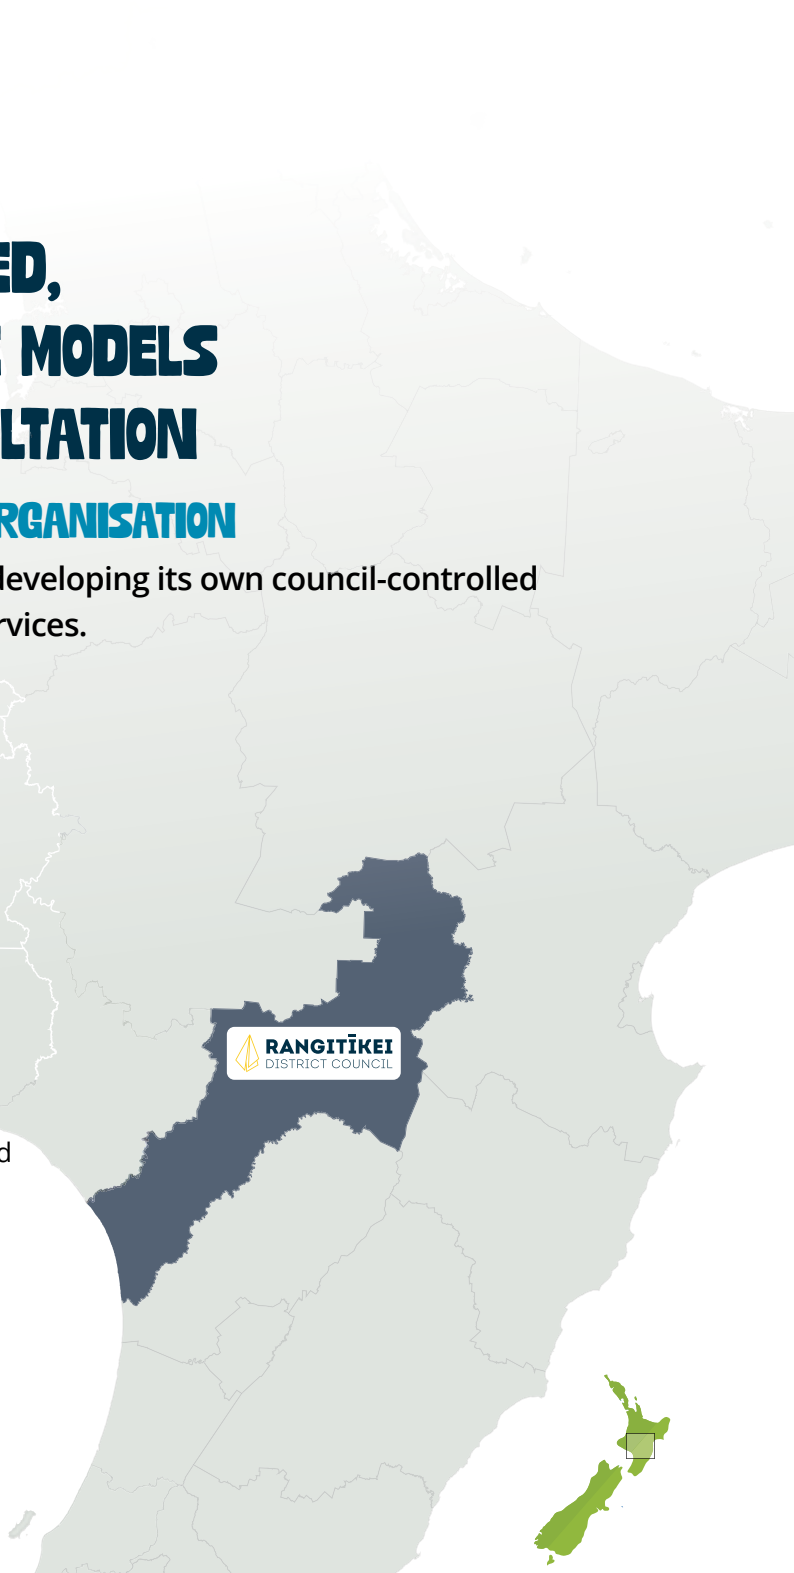 ED,
MODELS
LTATION
RGANISATION
developing its own council-controlled
rvices.
RANGITĪKEI
DISTRICT COUNCIL
d